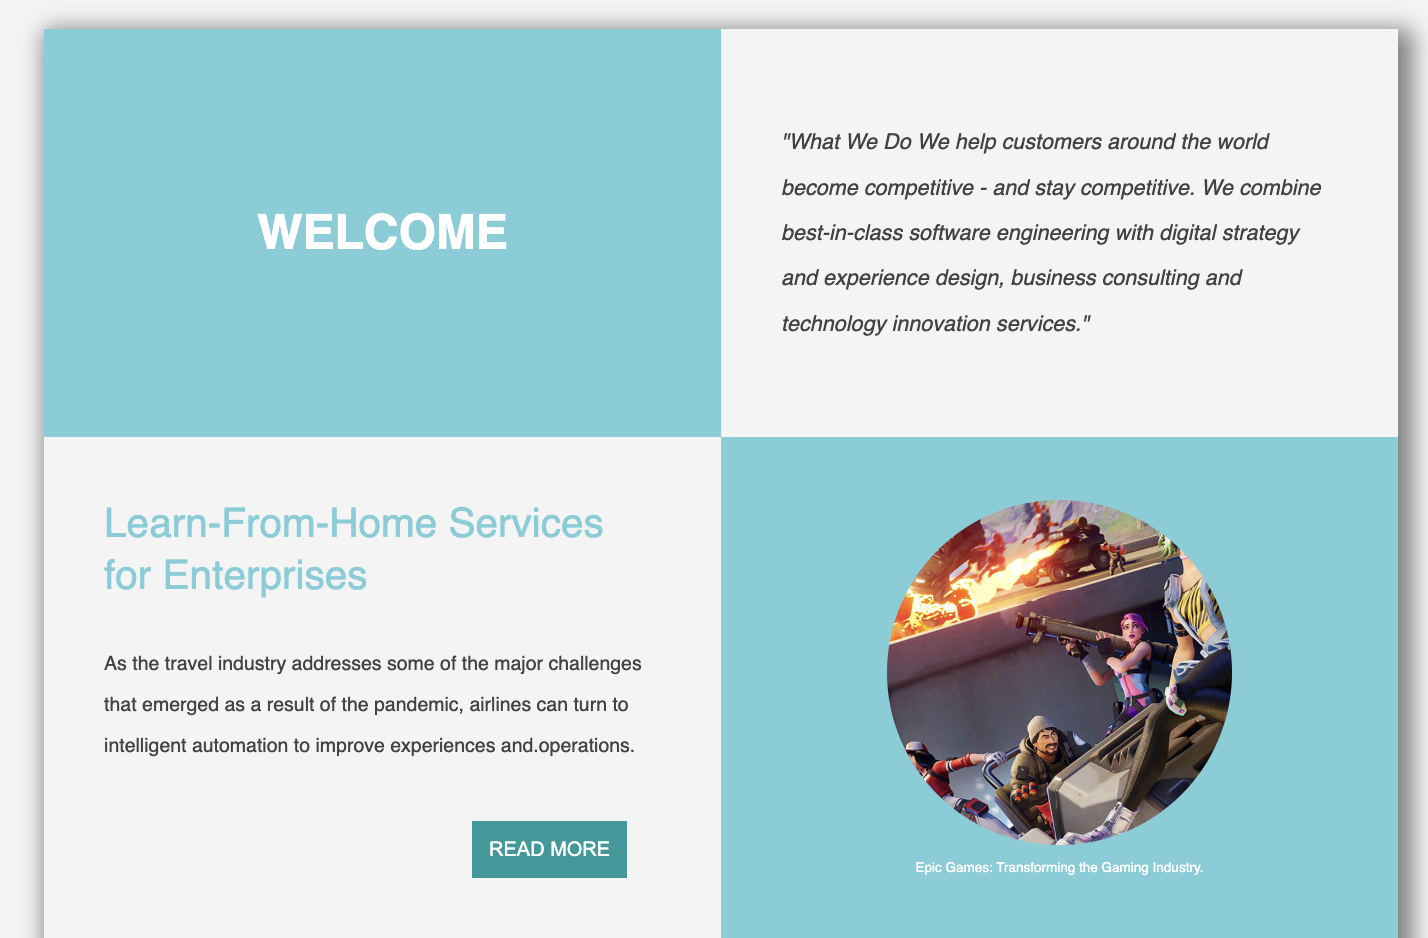 WELCOME
"What We Do We help customers around the world
become competitive - and stay competitive. We combine
best-in-class software engineering with digital strategy
and experience design, business consulting and
technology innovation services."
Learn-From-Home Services
for Enterprises
As the travel industry addresses some of the major challenges
that emerged as a result of the pandemic, airlines can turn to
intelligent automation to improve experiences and.operations.
READ MORE
Epic Games: Transforming the Gaming Industry.